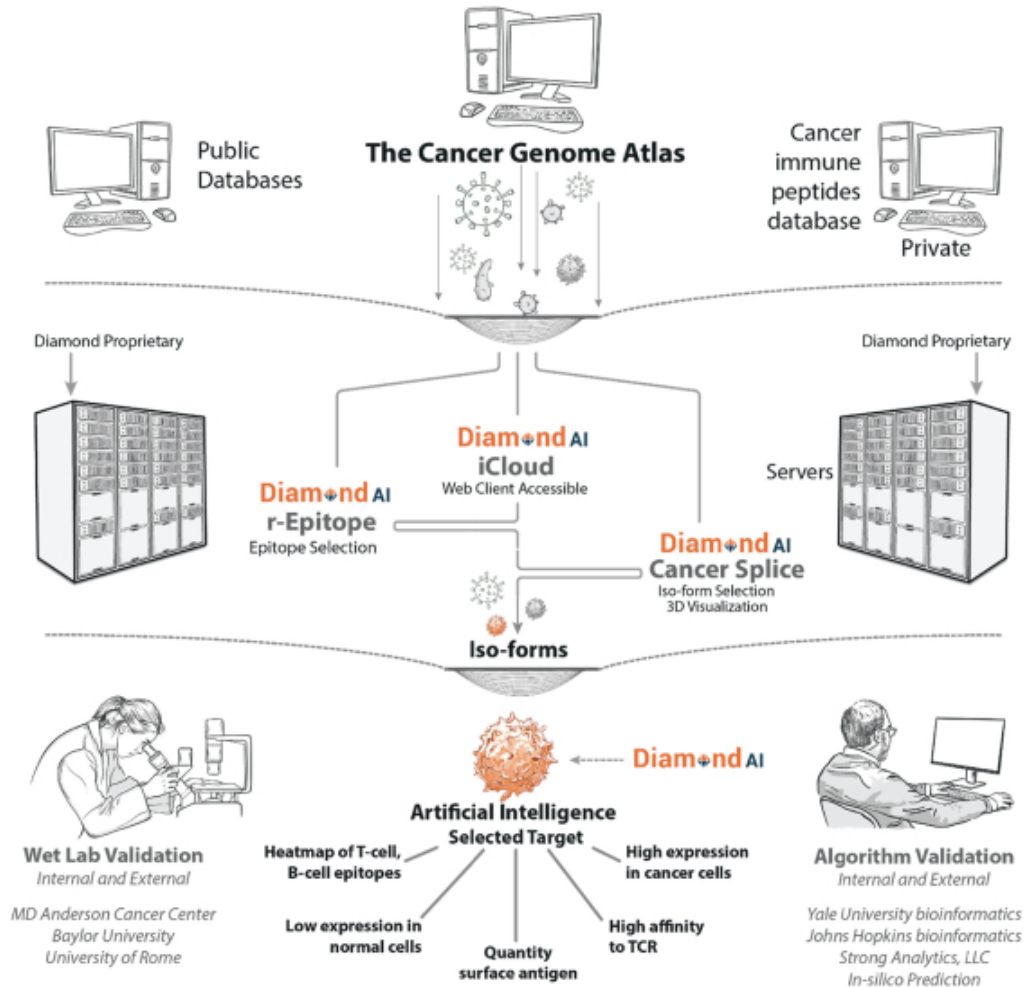 The Cancer Genome Atlas
Public
Databases
Cancer
immune
peptides
database
Private
Diamond Proprietary
Diamond Proprietary
Servers
Diamond AI
iCloud
Web Client Accessible
Diamond AI
r-Epitope
Epitope Selection
Diamond AI
Cancer Splice
Iso-form Selection
3D Visualization
Iso-forms
Diamond AI
Artificial Intelligence
Selected Target
Heatmap of T-cell,
B-cell epitopes
High expression
in cancer cells
Low expression in
normal cells
Quantity
surface antigen
High affinity
to TCR
Wet Lab Validation
Internal and External
MD Anderson Cancer Center
Baylor University
University of Rome
Algorithm Validation
Internal and External
Yale University bioinformatics
Johns Hopkins bioinformatics
Strong Analytics, LLC
In-silico Prediction